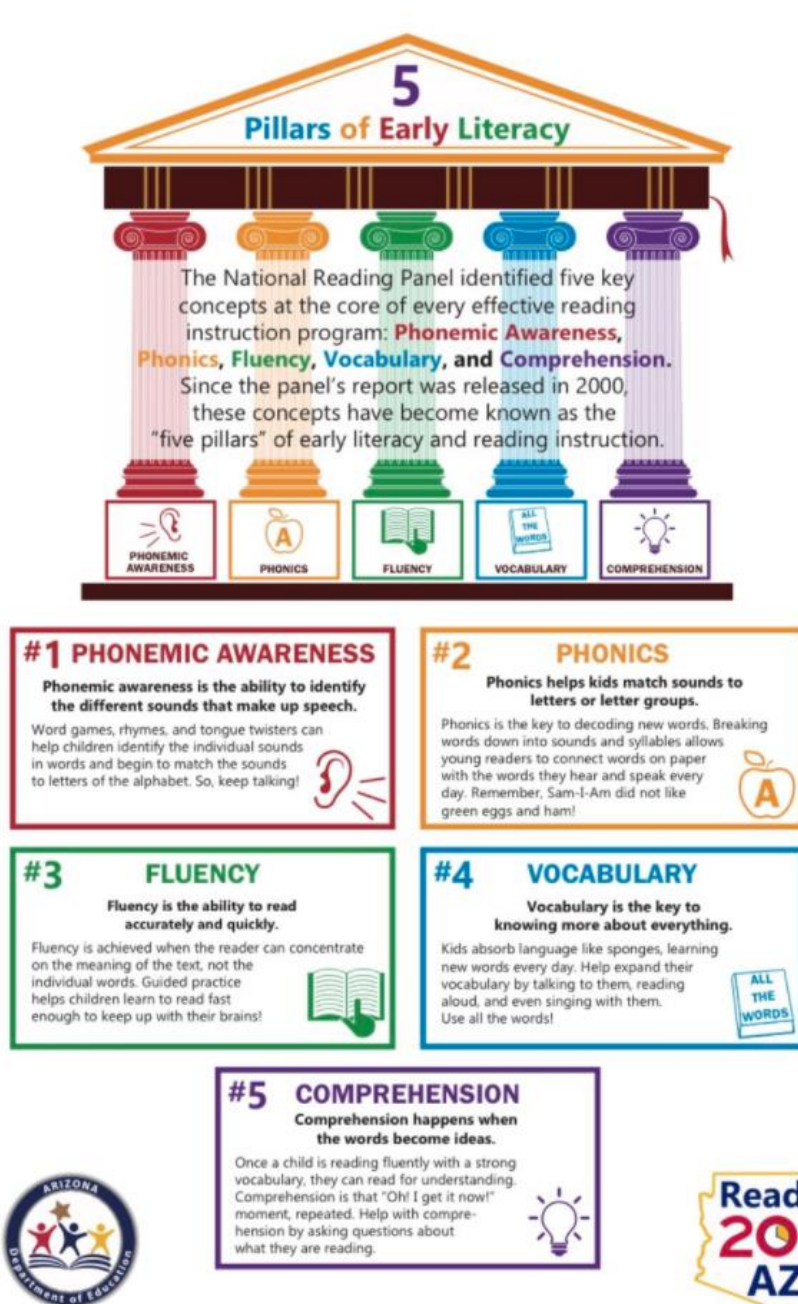 5
Pillars of Early Literacy
The National Reading Panel identified five key
concepts at the core of every effective reading
instruction program: Phonemic Awareness,
Phonics, Fluency, Vocabulary, and Comprehension.
Since the panel's report was released in 2000,
these concepts have become known as the
"five pillars" of early literacy and reading instruction.
PHONEMIC
AWARENESS
A
PHONICS
FLUENCY
ALL
THE
WORDS
VOCABULARY
COMPREHENSION
#1 PHONEMIC AWARENESS
Phonemic awareness is the ability to identify
the different sounds that make up speech.
Word games, rhymes, and tongue twisters can
help children identify the individual sounds
in words and begin to match the sounds
to letters of the alphabet. So, keep talking!
#2 PHONICS
Phonics helps kids match sounds to
letters or letter groups.
Phonics is the key to decoding new words. Breaking
words down into sounds and syllables allows
young readers to connect words on paper
with the words they hear and speak every
day. Remember, Sam-I-Am did not like
green eggs and ham!
A
#3 FLUENCY
Fluency is the ability to read
accurately and quickly.
Fluency is achieved when the reader can concentrate
on the meaning of the text, not the
individual words. Guided practice
helps children learn to read fast
enough to keep up with their brains!
#4 VOCABULARY
Vocabulary is the key to
knowing more about everything.
Kids absorb language like sponges, learning
new words every day. Help expand their
vocabulary by talking to them, reading
aloud, and even singing with them.
Use all the words!
ALL
THE
WORDS
#5 COMPREHENSION
Comprehension happens when
the words become ideas.
Once a child is reading fluently with a strong
vocabulary, they can read for understanding.
Comprehension is that "Oh! I get it now!"
moment, repeated. Help with compre-
hension by asking questions about
what they are reading.
ARIZONA
Department of Education
Read
20
AZ